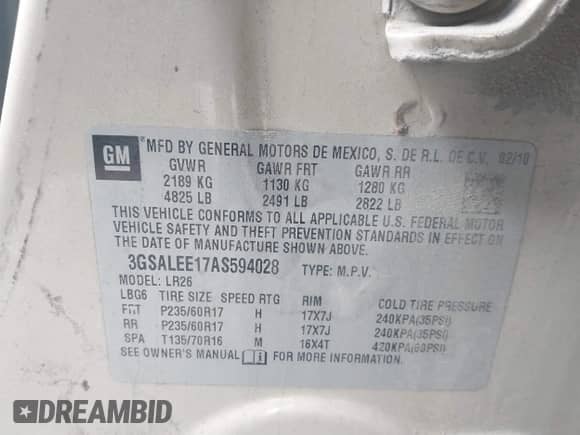 GM
MFD BY GENERAL MOTORS DE MEXICO, S. DE R.L. DE C.V. 02/10
GVWR GAWR FRT GAWR RR
2189 KG 1130 KG 1280 KG
4825 LB 2491 LB 2822 LB
THIS VEHICLE CONFORMS TO ALL APPLICABLE U.S. FEDERAL MOTOR
VEHICLE SAFETY AND THEFT PREVENTION STANDARDS IN EFFECT ON
THE DATE OF MANUFACTURE SHOWN ABOVE.
3GSALEE17AS594028 TYPE: M.P.V.
MODEL: LR26
LBG6 TIRE SIZE SPEED RTG RIM COLD TIRE PRESSURE
FRT P235/60R17 H 17X7J 240KPA(35PSI)
RR P235/60R17 H 17X7J 240KPA(35PSI)
SPA T135/70R16 M 16X4T 420KPA(60PSI)
SEE OWNER'S MANUAL FOR MORE INFORMATION.
DREAMBID